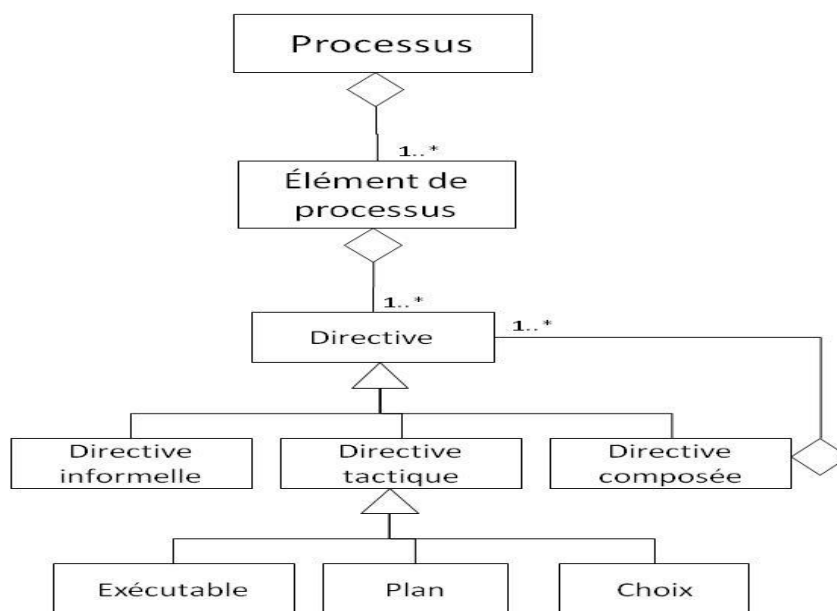 Processus
1..*
Élément de
processus
1..*
1..*
Directive
Directive
informelle
Directive
tactique
Directive
composée
Exécutable
Plan
Choix